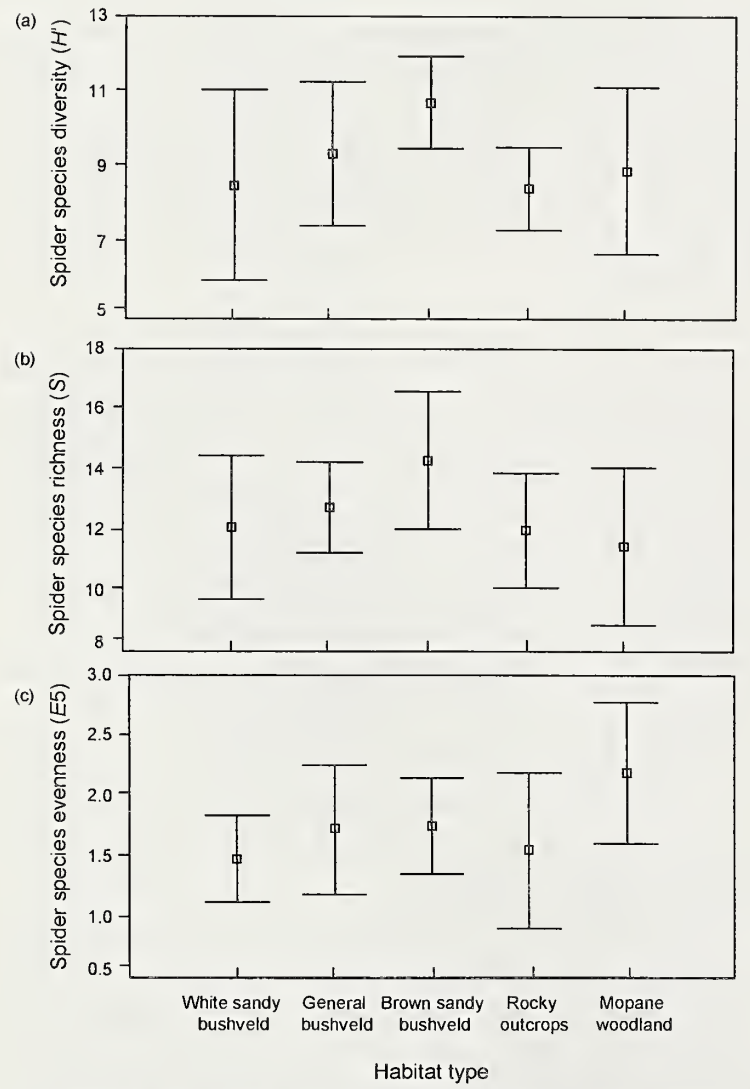 (a)
Spider species diversity (H')
13
11
9
7
5
(b)
Spider species richness (S)
18
16
14
12
10
8
(c)
Spider species evenness (E5)
3.0
2.5
2.0
1.5
1.0
0.5
White sandy bushveld
General bushveld
Brown sandy bushveld
Rocky outcrops
Mopane woodland
Habitat type